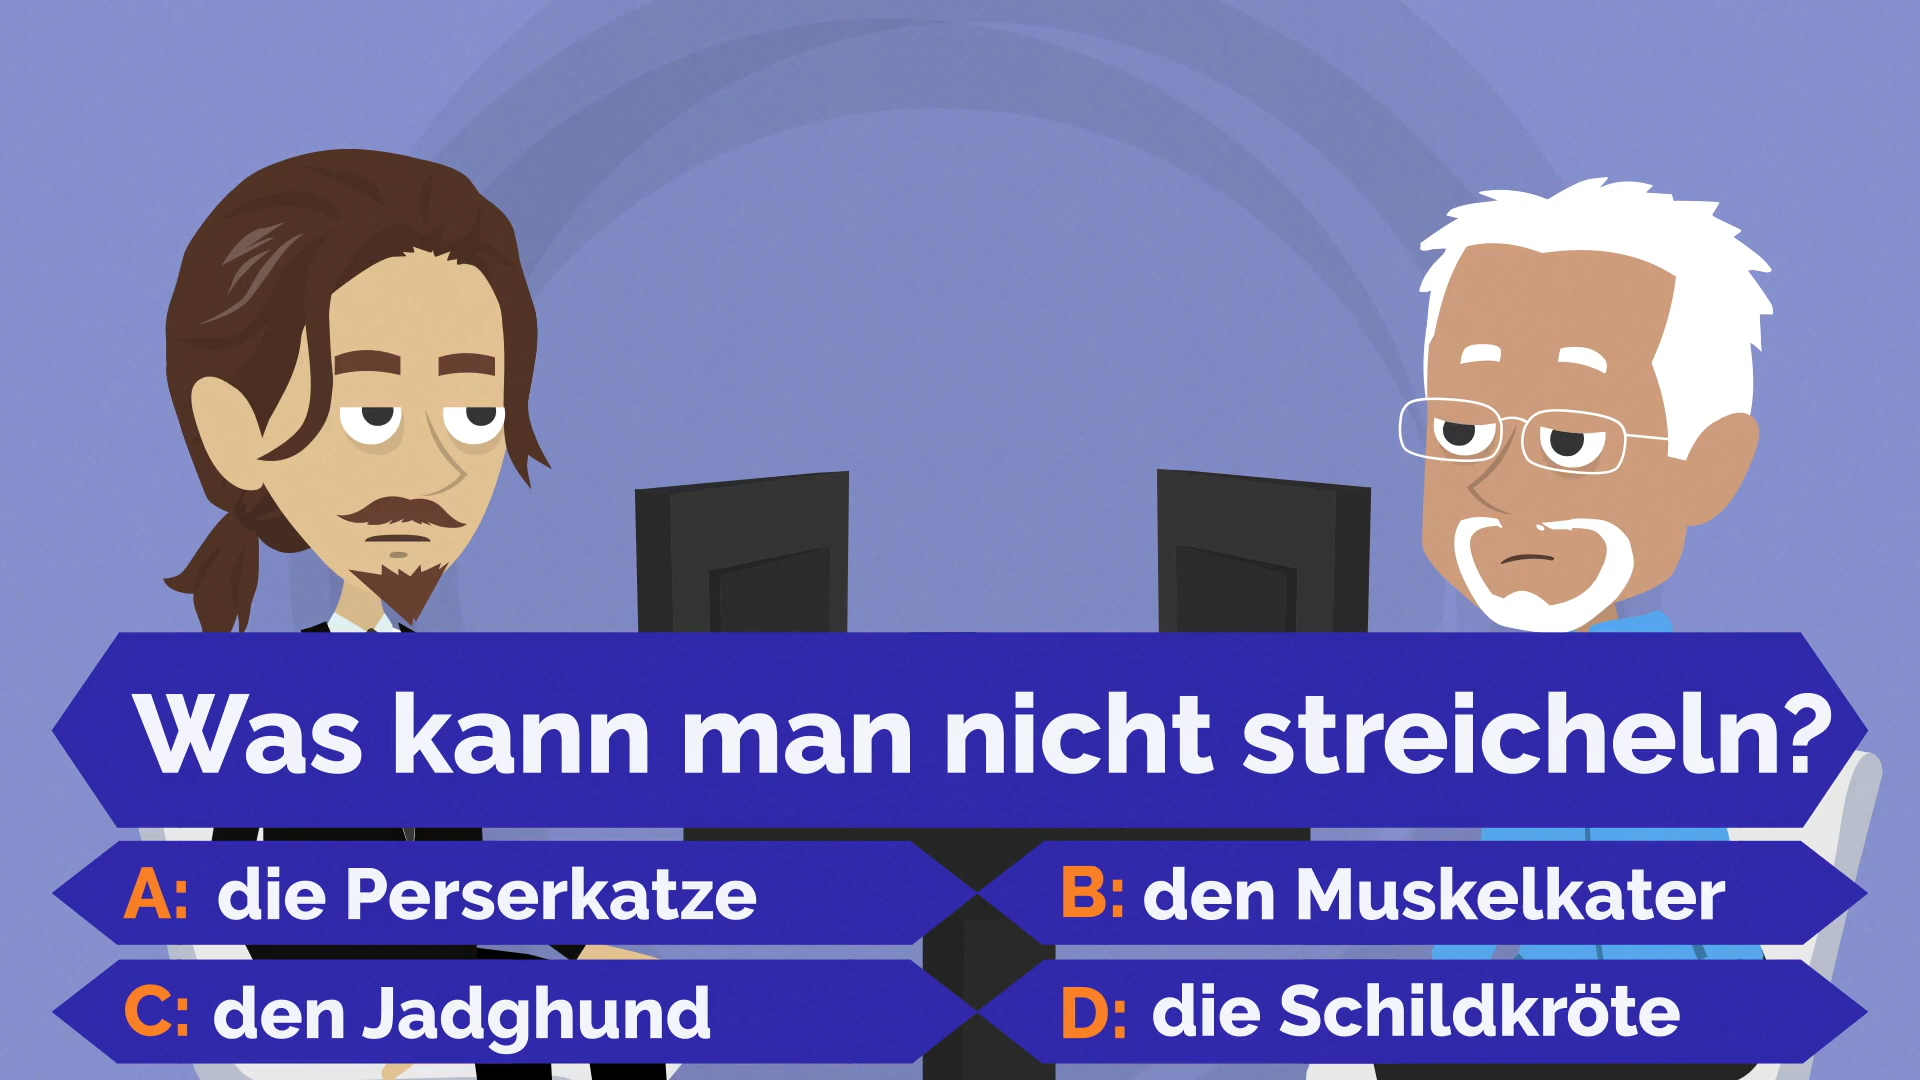 Was kann man nicht streicheln?
A: die Perserkatze
B: den Muskelkater
C: den Jadghund
D: die Schildkröte